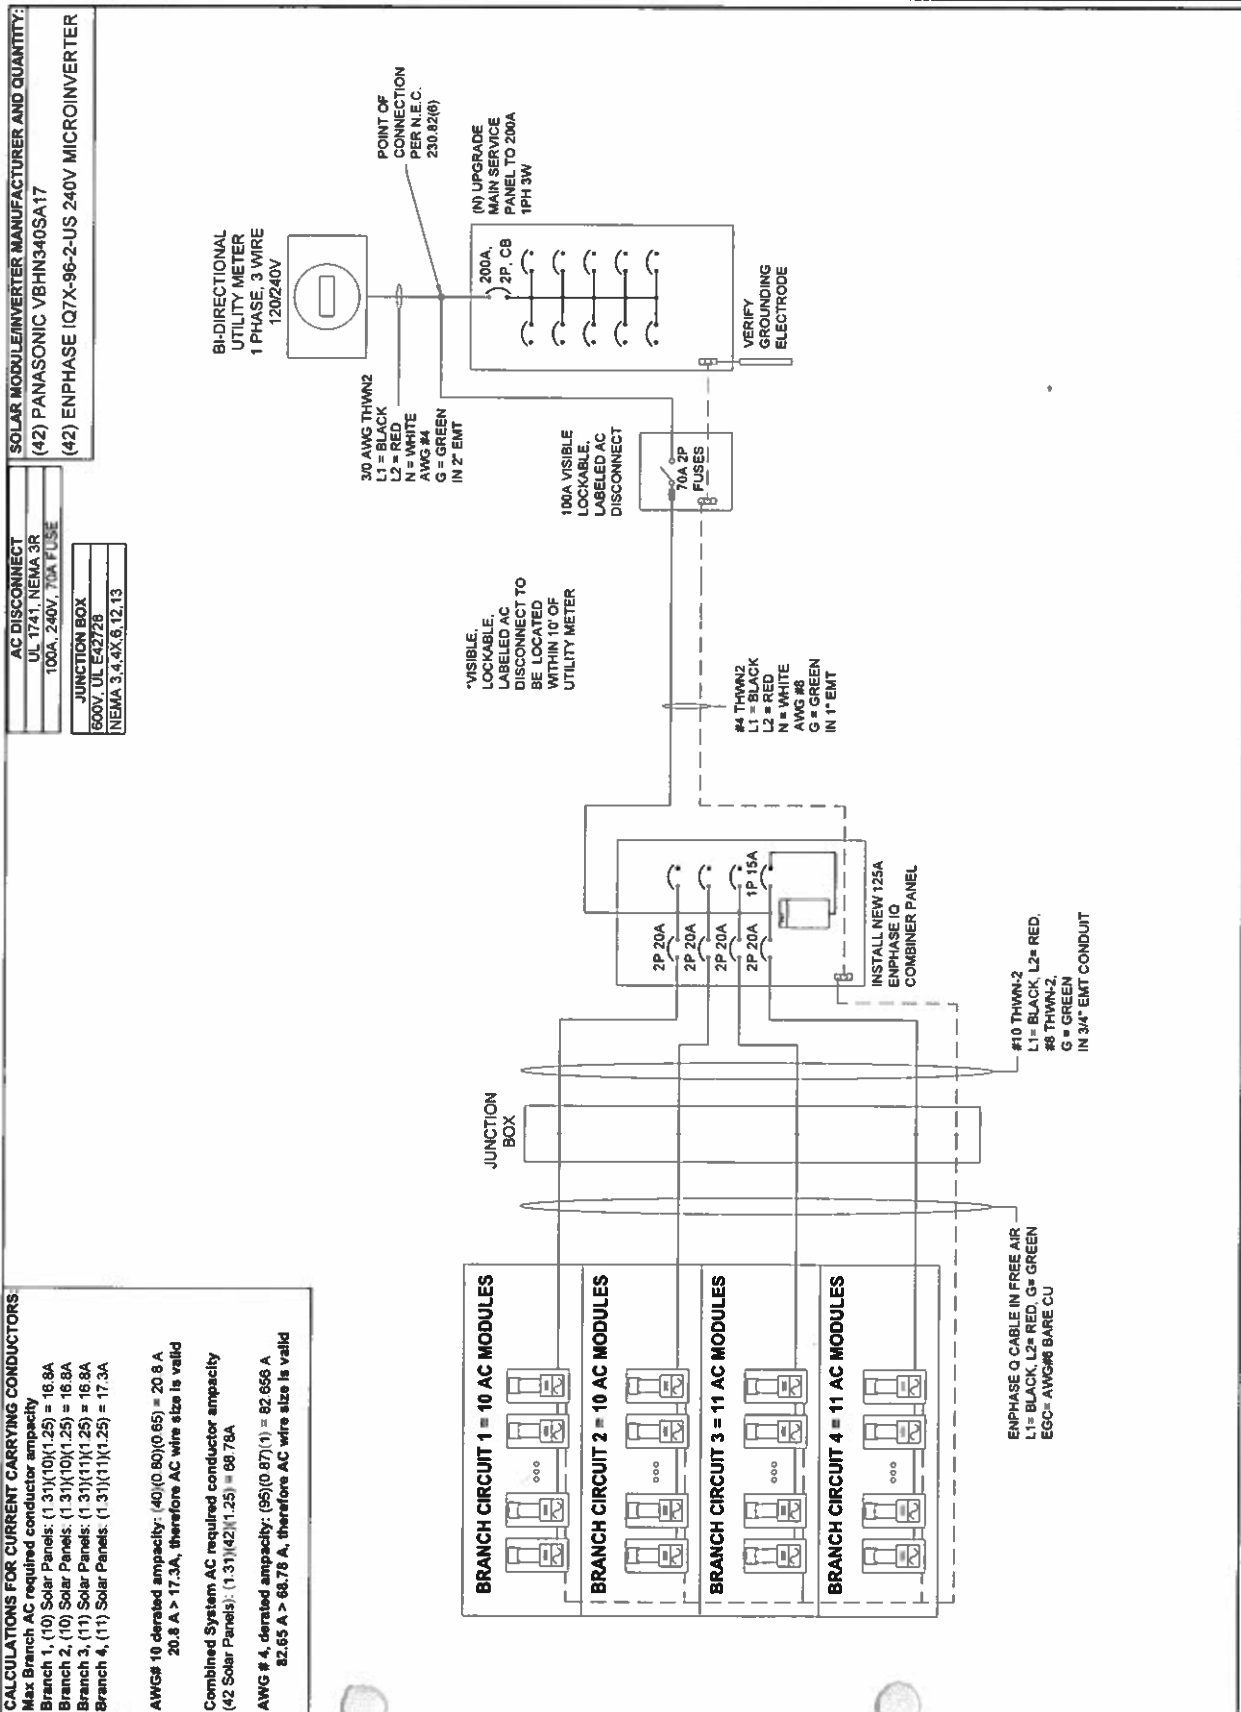 CALCULATIONS FOR CURRENT CARRYING CONDUCTORS:
Max Branch AC required conductor ampacity
Branch 1, (10) Solar Panels: (1.31)(10)(1.25) = 16.8A
Branch 2, (10) Solar Panels: (1.31)(10)(1.25) = 16.8A
Branch 3, (11) Solar Panels: (1.31)(11)(1.25) = 16.8A
Branch 4, (11) Solar Panels: (1.31)(11)(1.25) = 17.3A
AWG# 10 derated ampacity: (40)(0.80)(0.65) = 20.8 A
20.8 A > 17.3A, therefore AC wire size is valid
Combined System AC required conductor ampacity
(42 Solar Panels): (1.31)(42)(1.25) = 68.78A
AWG # 4, derated ampacity: (95)(0.87)(1) = 82.656 A
82.65 A > 68.78 A, therefore AC wire size is valid
AC DISCONNECT
UL 1741, NEMA 3R
100A, 240V, 70A FUSE
JUNCTION BOX
600V, UL E42728
NEMA 3,4,4X,6,12,13
SOLAR MODULE/INVERTER MANUFACTURER AND QUANTITY:
(42) PANASONIC VBHN340SA17
(42) ENPHASE IQ7X-96-2-US 240V MICROINVERTER
BI-DIRECTIONAL
UTILITY METER
1 PHASE, 3 WIRE
120/240V
POINT OF
CONNECTION
PER N.E.C.
230.82(6)
3/0 AWG THWN2
L1 = BLACK
L2 = RED
N = WHITE
AWG #4
G = GREEN
IN 2" EMT
(N) UPGRADE
MAIN SERVICE
PANEL TO 200A
1PH 3W
200A,
2P, CB
VERIFY
GROUNDING
ELECTRODE
100A VISIBLE
LOCKABLE,
LABELED AC
DISCONNECT
70A 2P
FUSES
*VISIBLE,
LOCKABLE,
LABELED AC
DISCONNECT TO
BE LOCATED
WITHIN 10' OF
UTILITY METER
#4 THWN2
L1 = BLACK
L2 = RED
N = WHITE
AWG #8
G = GREEN
IN 1" EMT
2P 20A
2P 20A
2P 20A
2P 20A
1P 15A
INSTALL NEW 125A
ENPHASE IQ
COMBINER PANEL
JUNCTION
BOX
#10 THWN-2
L1= BLACK, L2= RED,
#8 THWN-2,
G = GREEN
IN 3/4" EMT CONDUIT
ENPHASE Q CABLE IN FREE AIR
L1= BLACK, L2= RED, G= GREEN
EGC= AWG#6 BARE CU
BRANCH CIRCUIT 1 = 10 AC MODULES
BRANCH CIRCUIT 2 = 10 AC MODULES
BRANCH CIRCUIT 3 = 11 AC MODULES
BRANCH CIRCUIT 4 = 11 AC MODULES